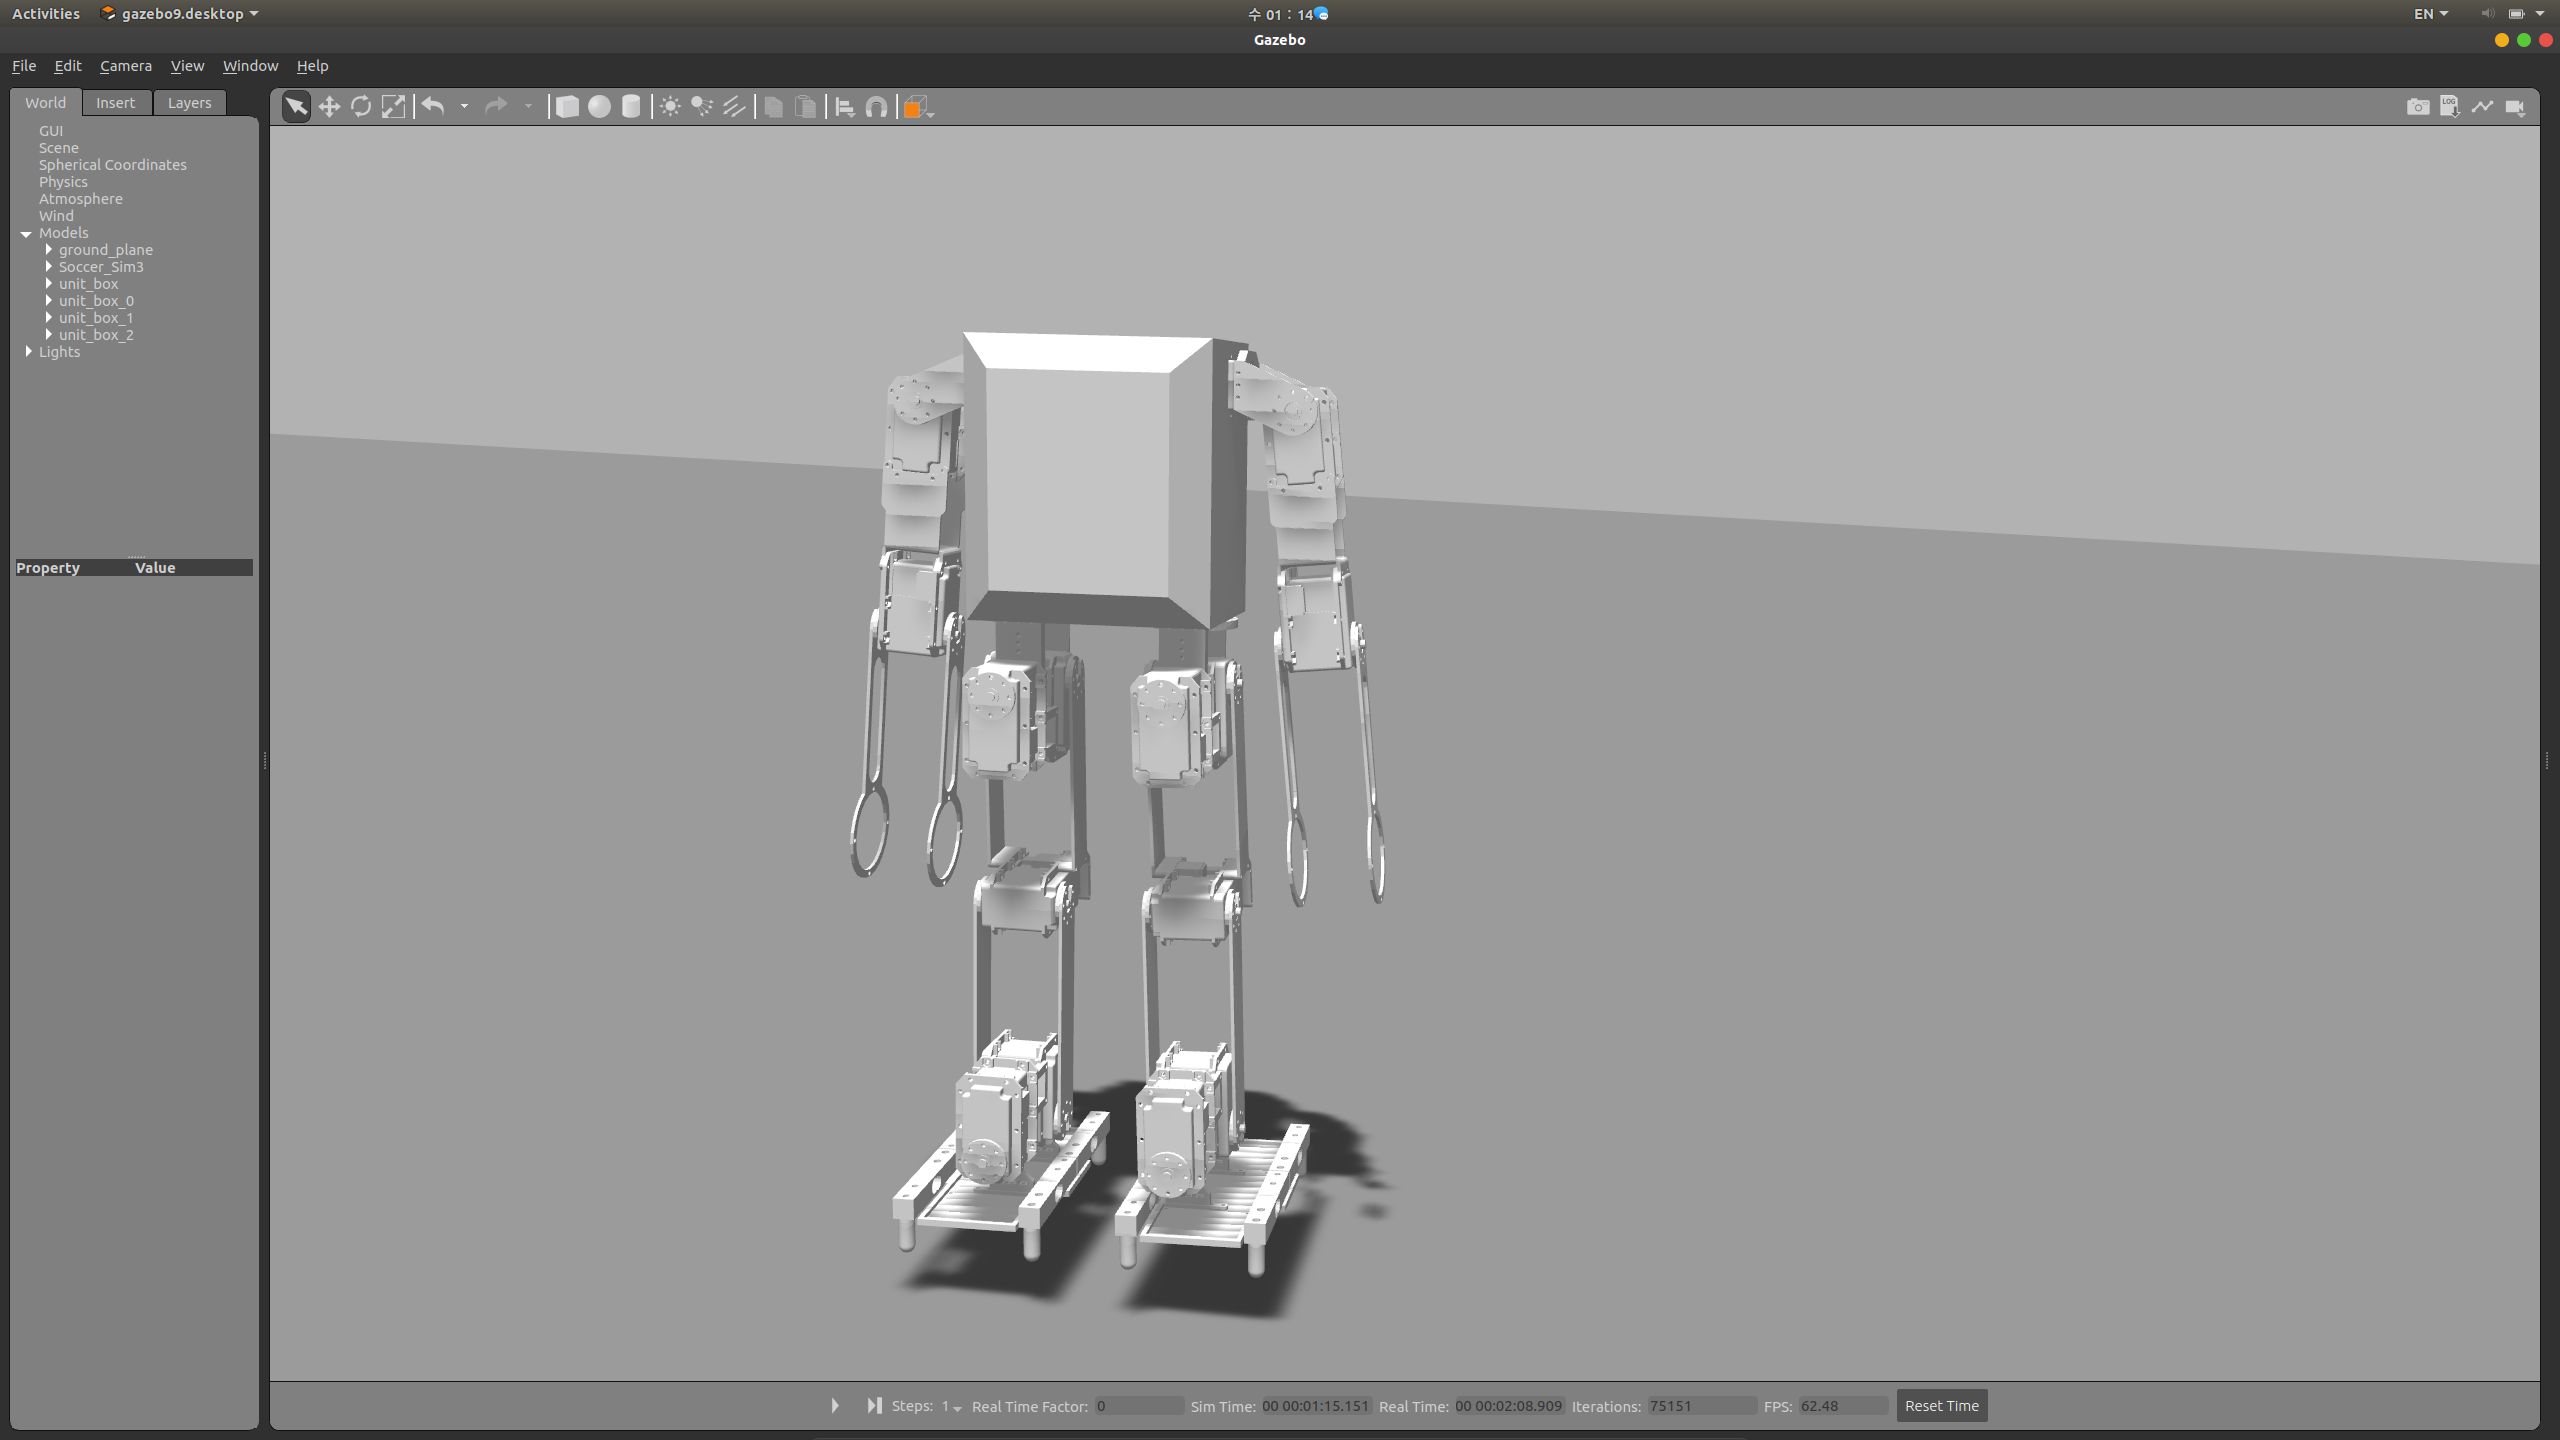 Activities gazebo9.desktop 수 01 : 14 EN
Gazebo
File Edit Camera View Window Help
World Insert Layers
GUI
Scene
Spherical Coordinates
Physics
Atmosphere
Wind
Models
ground_plane
Soccer_Sim3
unit_box
unit_box_0
unit_box_1
unit_box_2
Lights
Property Value
LOG
Steps: 1 Real Time Factor: 0 Sim Time: 00 00:01:15.151 Real Time: 00 00:02:08.909 Iterations: 75151 FPS: 62.48 Reset Time